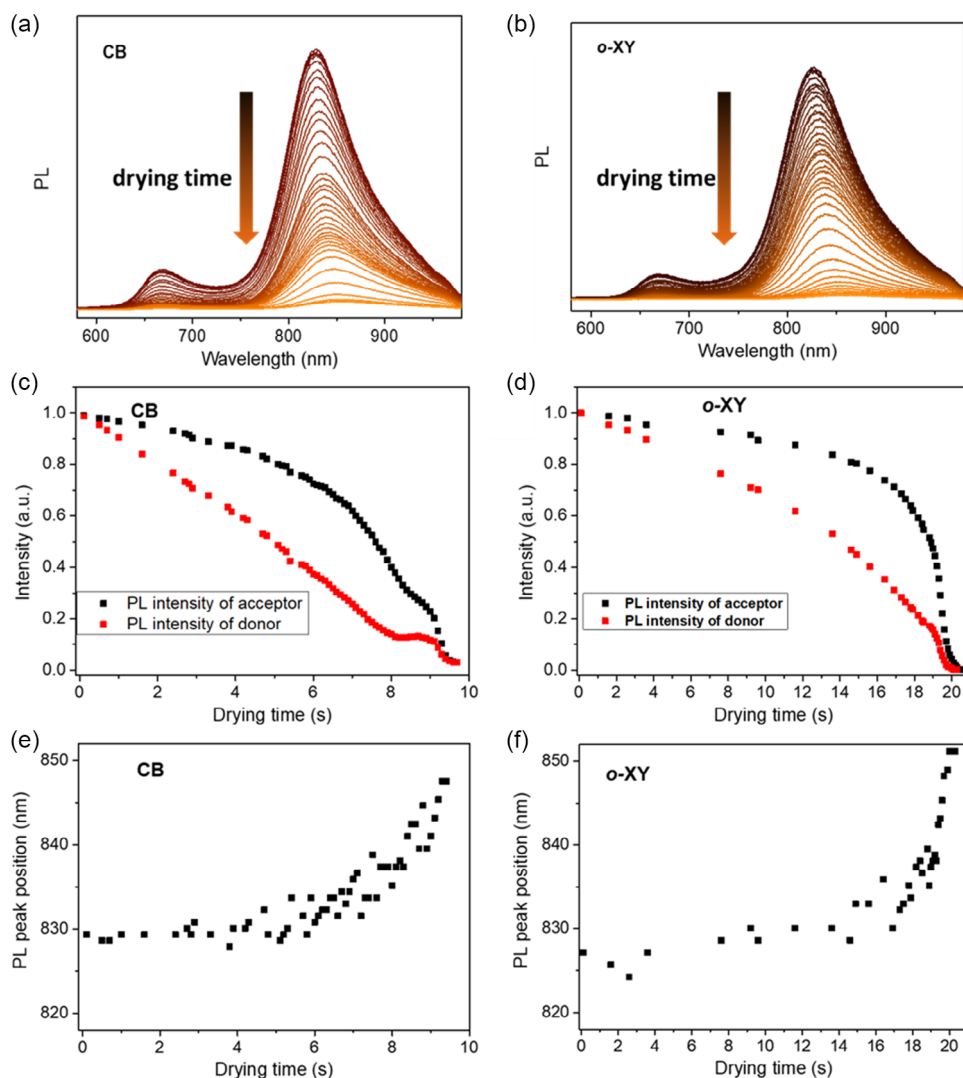 (a)
CB
drying time
PL
600 700 800 900
Wavelength (nm)
(b)
o-XY
drying time
PL
600 700 800 900
Wavelength (nm)
(c)
CB
1.0
0.8
0.6
0.4
0.2
0.0
Intensity (a.u.)
PL intensity of acceptor
PL intensity of donor
0 2 4 6 8 10
Drying time (s)
(d)
o-XY
1.0
0.8
0.6
0.4
0.2
0.0
Intensity (a.u.)
PL intensity of acceptor
PL intensity of donor
0 2 4 6 8 10 12 14 16 18 20
Drying time (s)
(e)
CB
850
840
830
820
PL peak position (nm)
0 2 4 6 8 10
Drying time (s)
(f)
o-XY
850
840
830
820
PL peak position (nm)
0 2 4 6 8 10 12 14 16 18 20
Drying time (s)